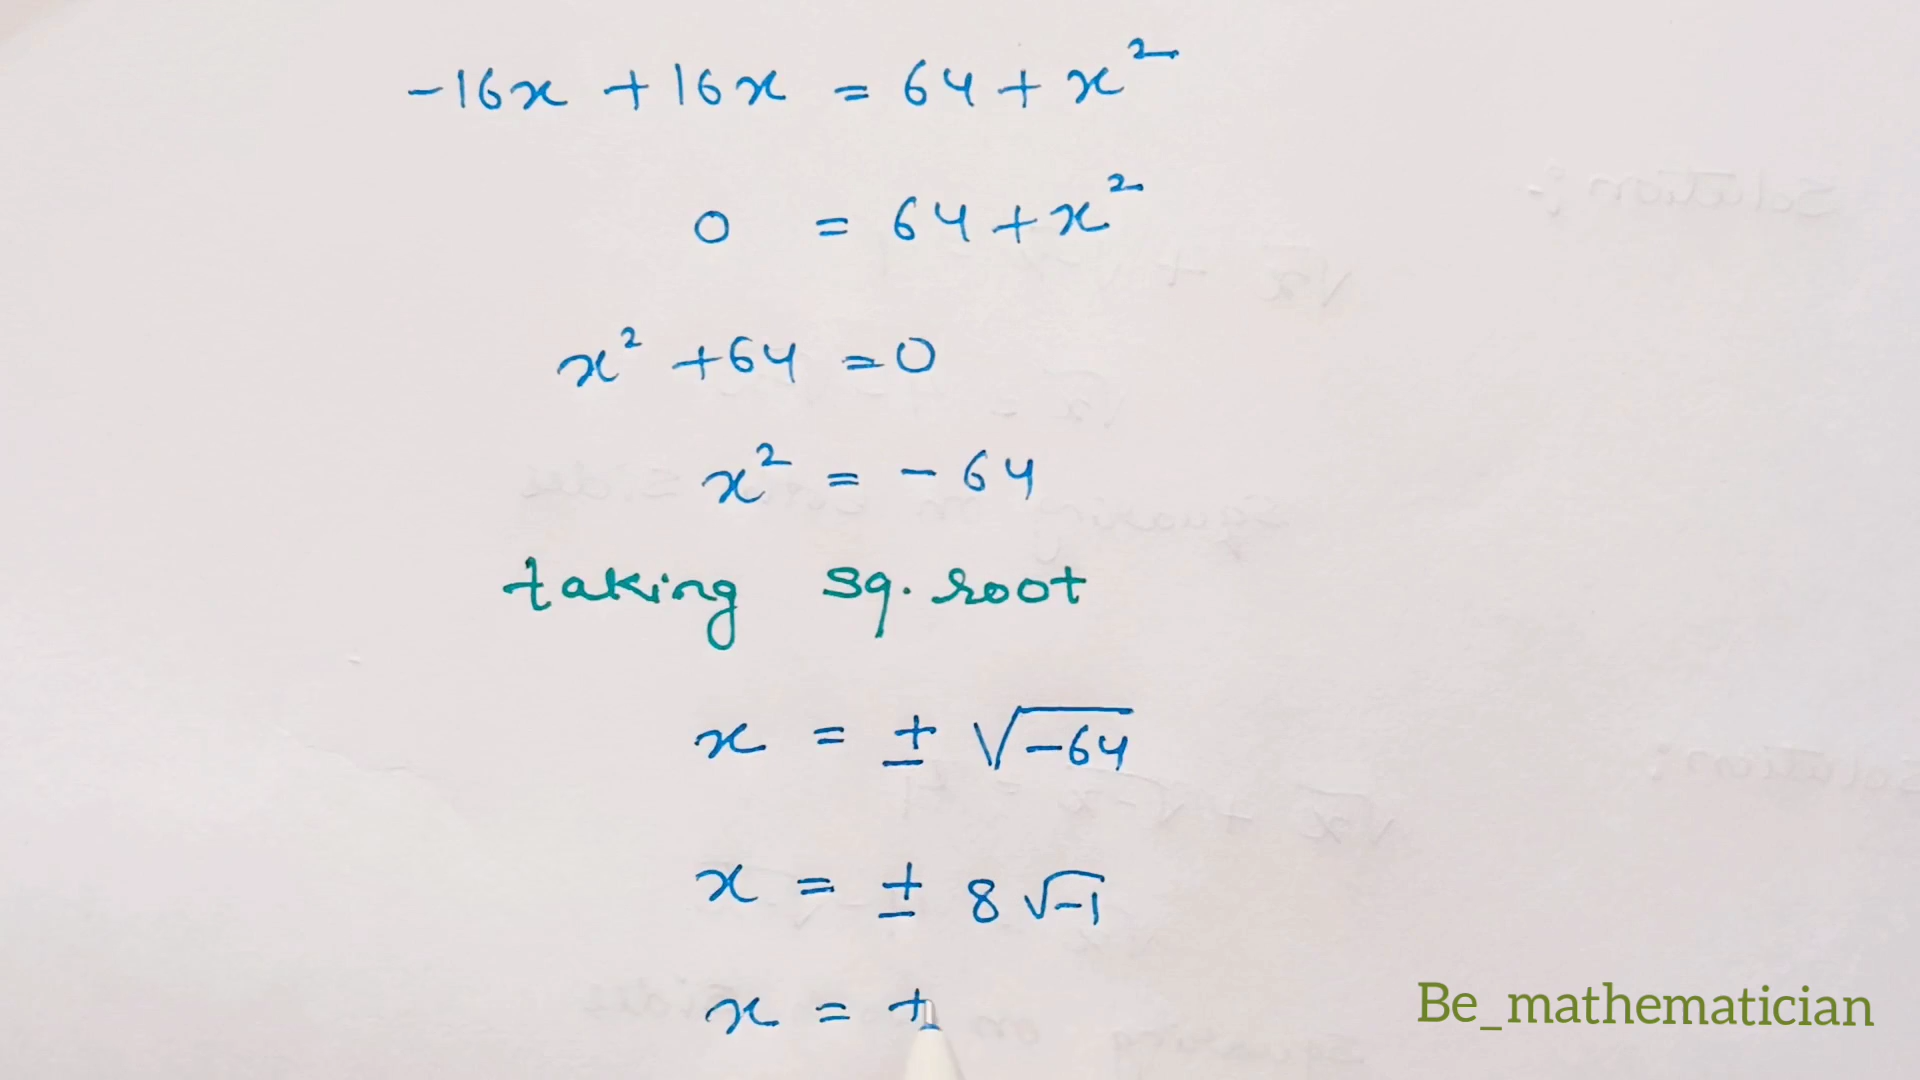 -16x + 16x = 64 + x²
0 = 64 + x²
x² + 64 = 0
x² = - 64
taking sq. root
x = ± √-64
x = ± 8 √-1
x = ±
Be_mathematician